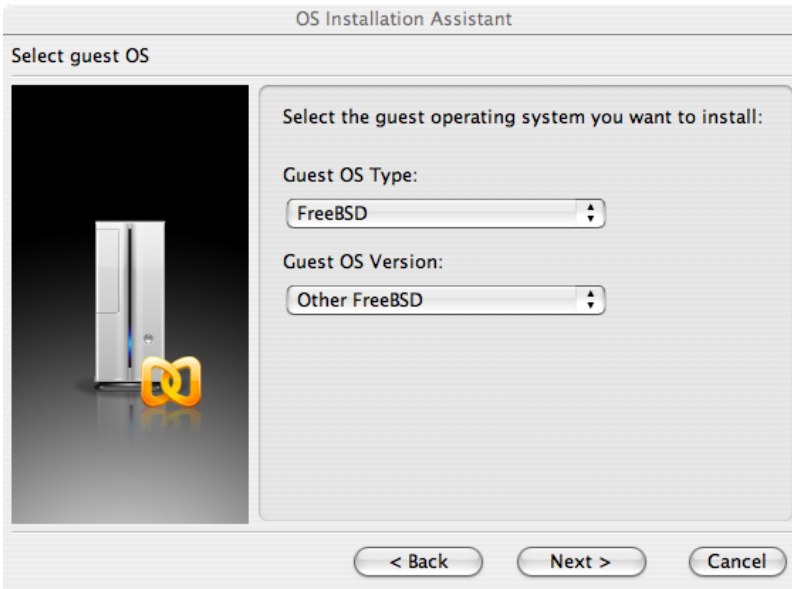 OS Installation Assistant
Select guest OS
Select the guest operating system you want to install:
Guest OS Type:
FreeBSD
Guest OS Version:
Other FreeBSD
< Back
Next >
Cancel